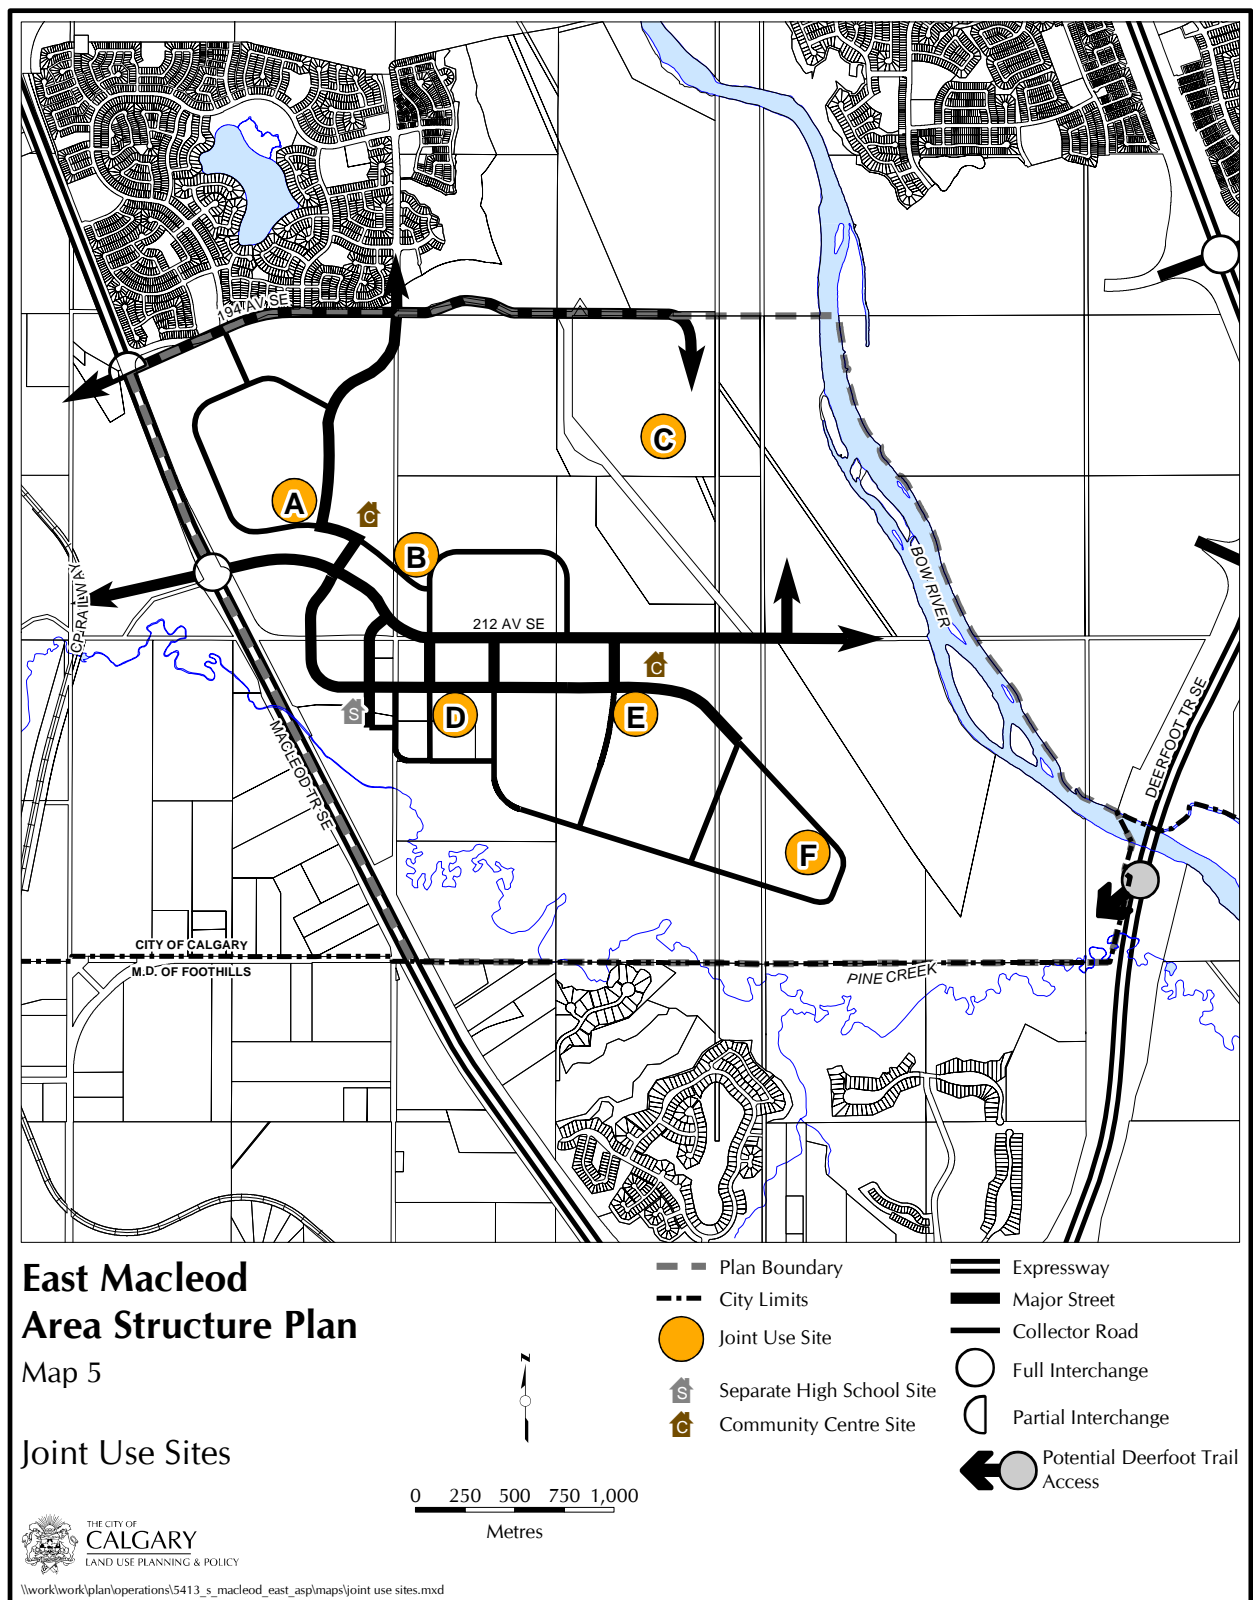 194 AV SE
C
A
C
B
CP RAILWAY
BOW RIVER
212 AV SE
C
D
E
S
MACLEOD TR SE
DEERFOOT TR SE
F
CITY OF CALGARY
M.D. OF FOOTHILLS
PINE CREEK
East Macleod
Area Structure Plan
Map 5
Joint Use Sites
THE CITY OF
CALGARY
LAND USE PLANNING & POLICY
\\work\work\plan\operations\5413_s_macleod_east_asp\maps\joint use sites.mxd
N
0 250 500 750 1,000
Metres
Plan Boundary
City Limits
Joint Use Site
S Separate High School Site
C Community Centre Site
Expressway
Major Street
Collector Road
Full Interchange
Partial Interchange
Potential Deerfoot Trail
Access